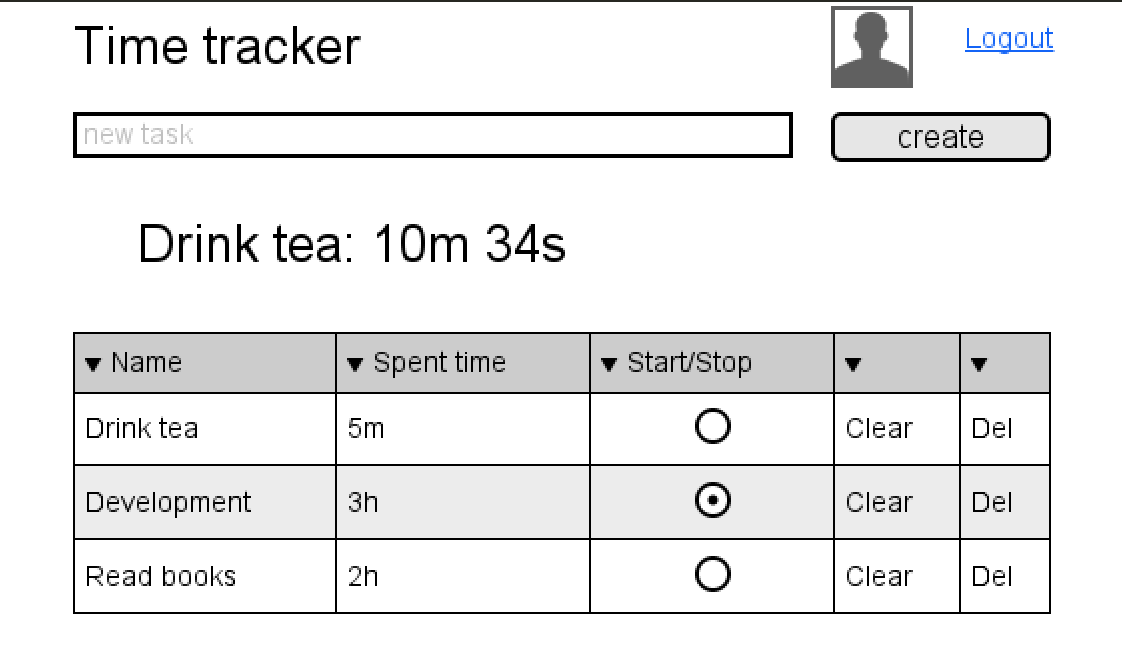 Time tracker
Logout
new task
create
Drink tea: 10m 34s
Name Spent time Start/Stop
Drink tea 5m Clear Del
Development 3h Clear Del
Read books 2h Clear Del